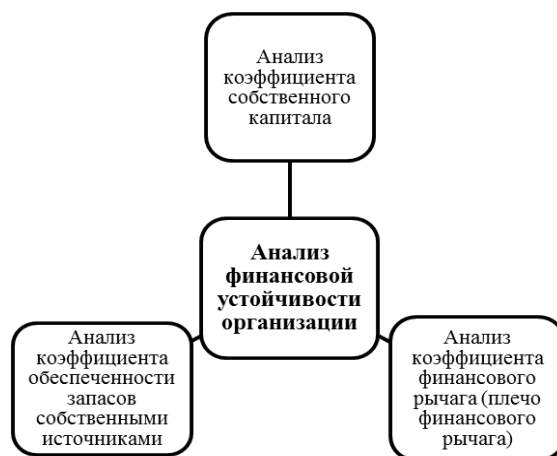 Анализ
коэффициента
собственного
капитала
Анализ
финансовой
устойчивости
организации
Анализ
коэффициента
обеспеченности
запасов
собственными
источниками
Анализ
коэффициента
финансового
рычага (плечо
финансового
рычага)